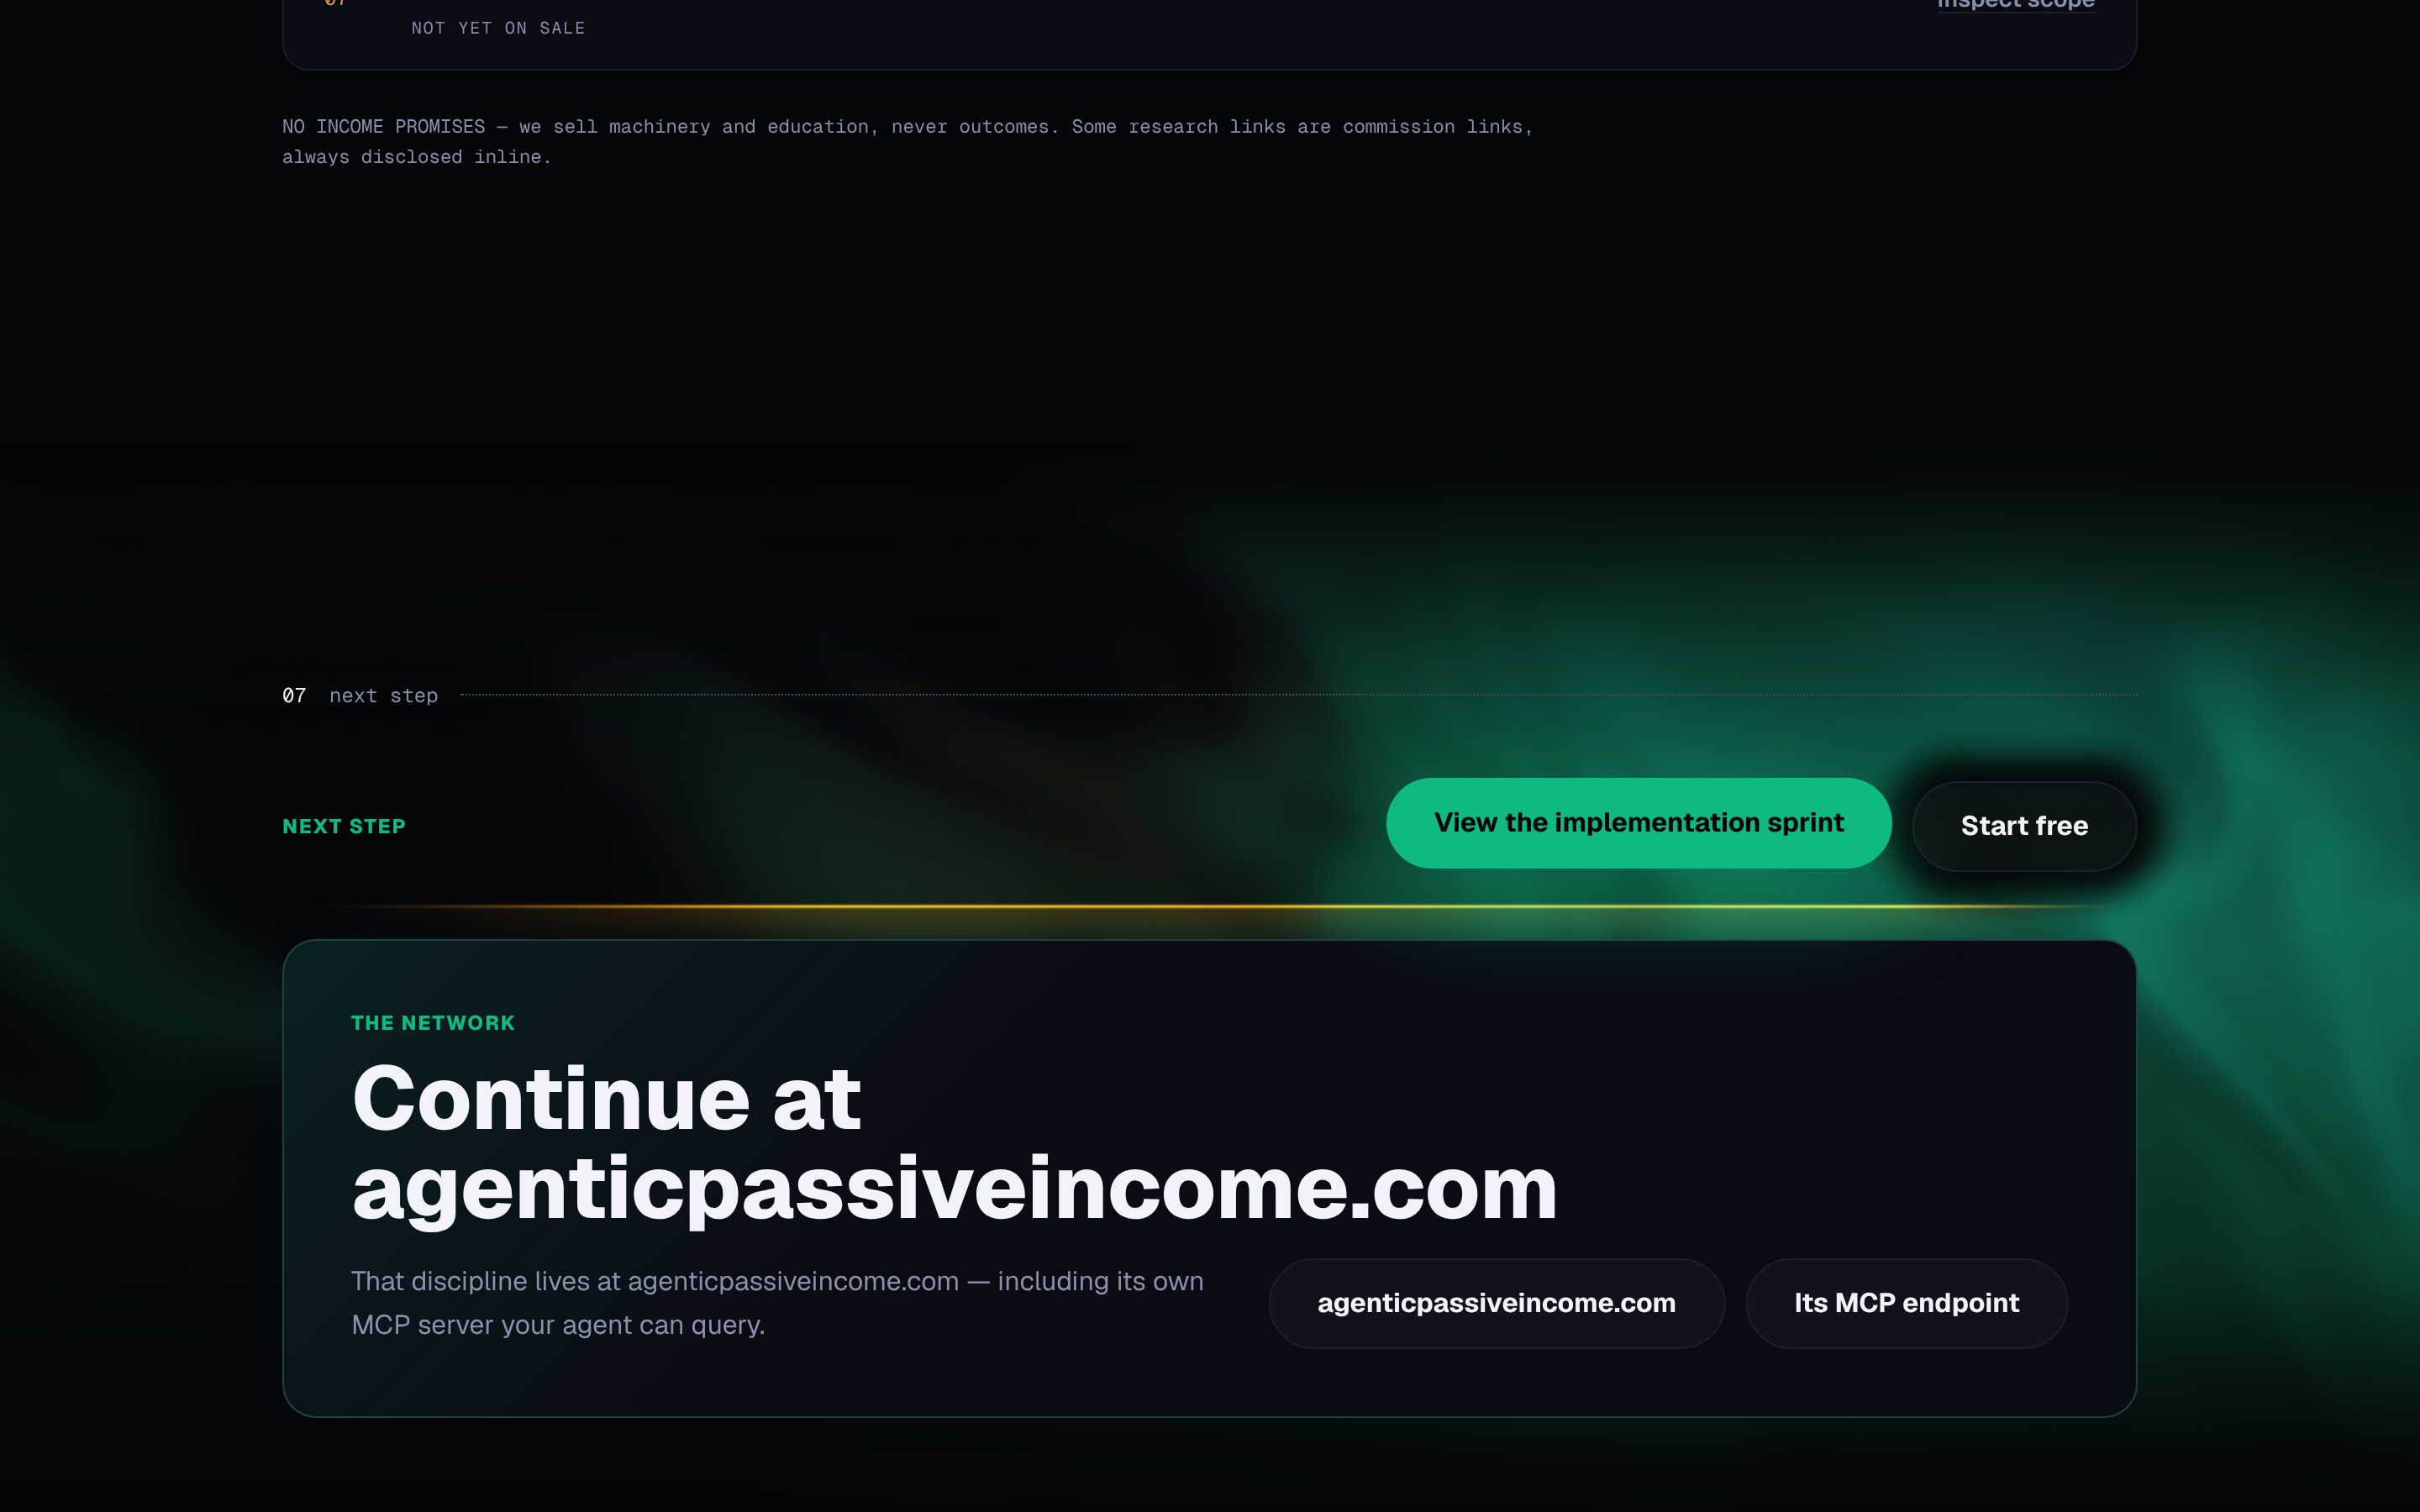 07
Inspect scope
NOT YET ON SALE
NO INCOME PROMISES — we sell machinery and education, never outcomes. Some research links are commission links,
always disclosed inline.
07 next step
NEXT STEP
View the implementation sprint
Start free
THE NETWORK
Continue at
agenticpassiveincome.com
That discipline lives at agenticpassiveincome.com — including its own
MCP server your agent can query.
agenticpassiveincome.com
Its MCP endpoint